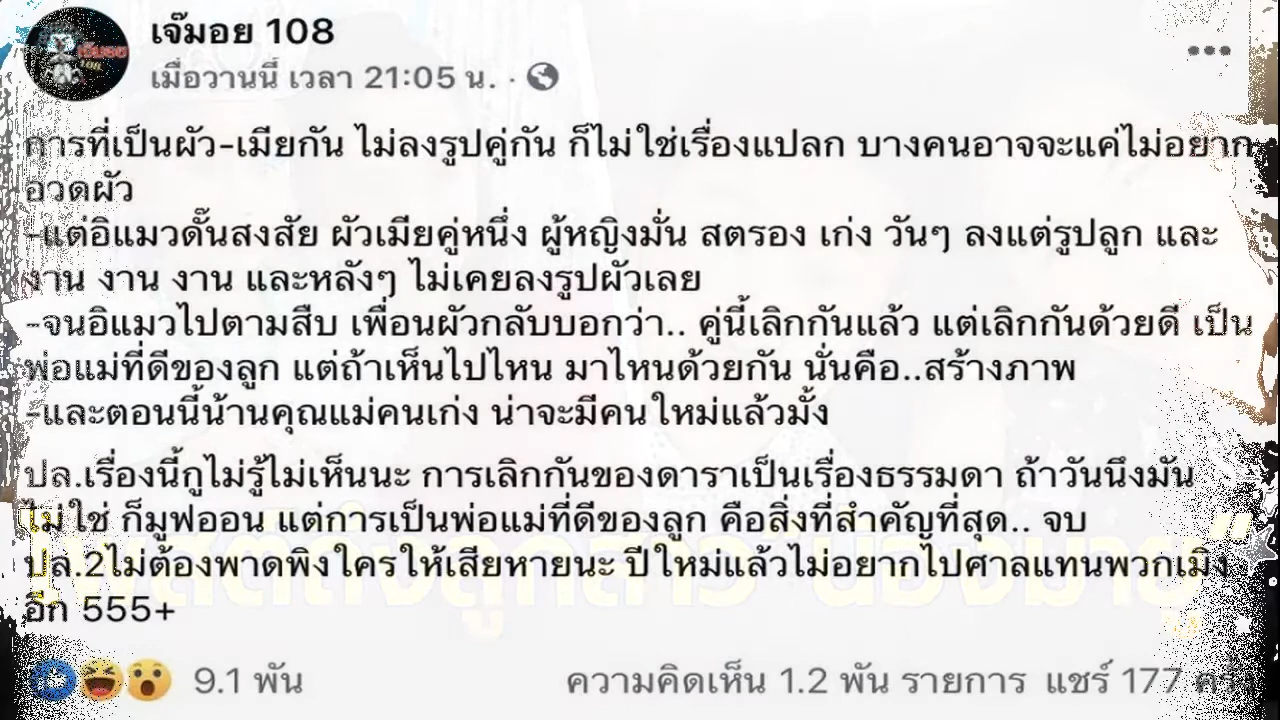 เจ๊มอย 108
เมื่อวานนี้ เวลา 21:05 น. ·
การที่เป็นผัว-เมียกัน ไม่ลงรูปคู่กัน ก็ไม่ใช่เรื่องแปลก บางคนอาจจะแค่ไม่อยาก
อวดผัว
-แต่อิแมวดั๊นสงสัย ผัวเมียคู่หนึ่ง ผู้หญิงมั่น สตรอง เก่ง วันๆ ลงแต่รูปลูก และ
งาน งาน งาน และหลังๆ ไม่เคยลงรูปผัวเลย
-จนอิแมวไปตามสืบ เพื่อนผัวกลับบอกว่า.. คู่นี้เลิกกันแล้ว แต่เลิกกันด้วยดี เป็น
พ่อแม่ที่ดีของลูก แต่ถ้าเห็นไปไหน มาไหนด้วยกัน นั่นคือ..สร้างภาพ
-และตอนนี้น้านคุณแม่คนเก่ง น่าจะมีคนใหม่แล้วมั้ง
ปล.เรื่องนี้กูไม่รู้ไม่เห็นนะ การเลิกกันของดาราเป็นเรื่องธรรมดา ถ้าวันนึงมัน
ไม่ใช่ ก็มูฟออน แต่การเป็นพ่อแม่ที่ดีของลูก คือสิ่งที่สำคัญที่สุด.. จบ
ปล.2ไม่ต้องพาดพิงใครให้เสียหายนะ ปีใหม่แล้วไม่อยากไปศาลแทนพวกเมิง
อีก 555+
9.1 พัน ความคิดเห็น 1.2 พัน รายการ แชร์ 177